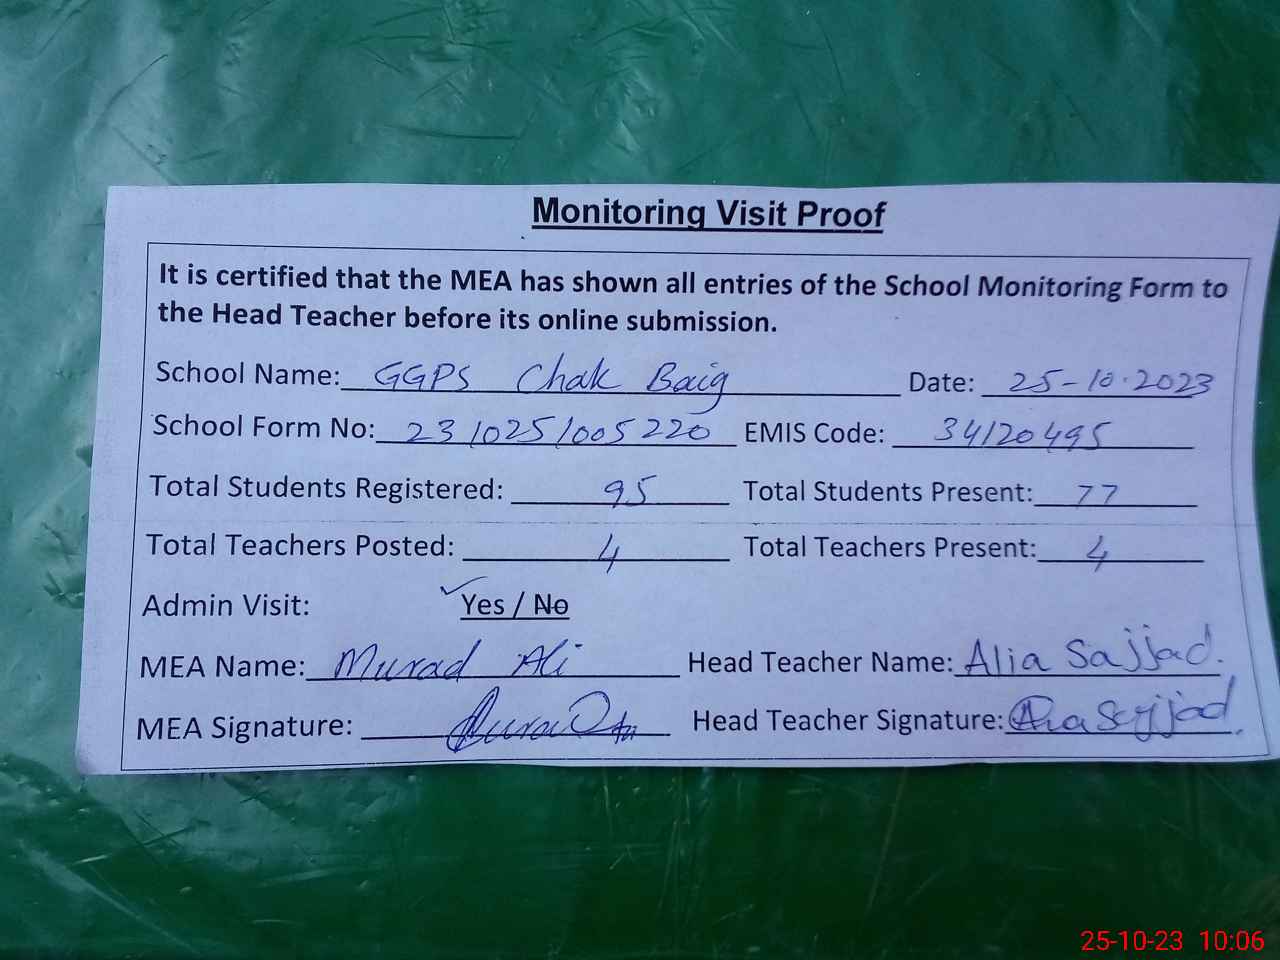 Monitoring Visit Proof
It is certified that the MEA has shown all entries of the School Monitoring Form to
the Head Teacher before its online submission.
School Name: GGPS Chak Baig Date: 25-10-2023
School Form No: 231025/005220 EMIS Code: 34120495
Total Students Registered: 95 Total Students Present: 77
Total Teachers Posted: 4 Total Teachers Present: 4
Admin Visit: Yes / No
MEA Name: Murad Ali Head Teacher Name: Alia Sajjad.
MEA Signature: Head Teacher Signature: Alia Sajjad.
25-10-23 10:06